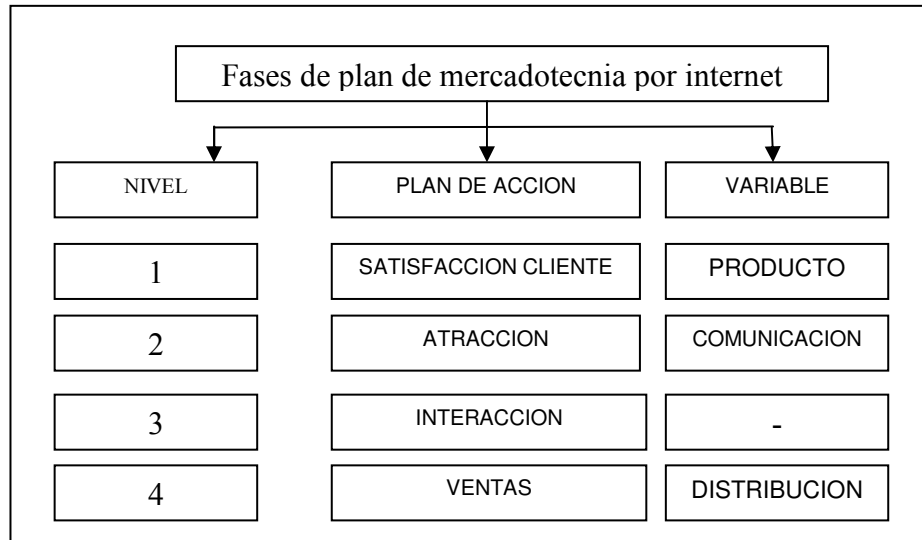 Fases de plan de mercadotecnia por internet
NIVEL PLAN DE ACCION VARIABLE
1 SATISFACCION CLIENTE PRODUCTO
2 ATRACCION COMUNICACION
3 INTERACCION -
4 VENTAS DISTRIBUCION